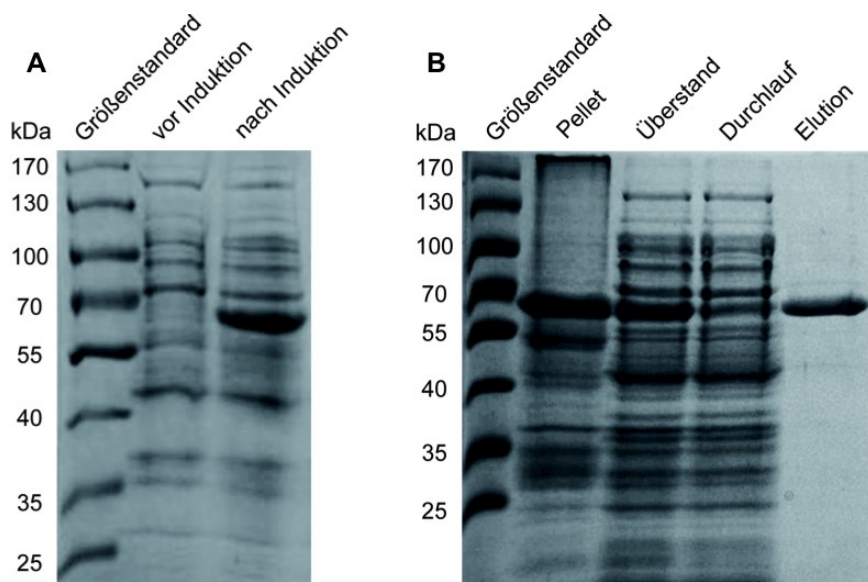 A
kDa
Größenstandard
vor Induktion
nach Induktion
170
130
100
70
55
40
35
25
B
kDa
Größenstandard
Pellet
Überstand
Durchlauf
Elution
170
130
100
70
55
40
35
25